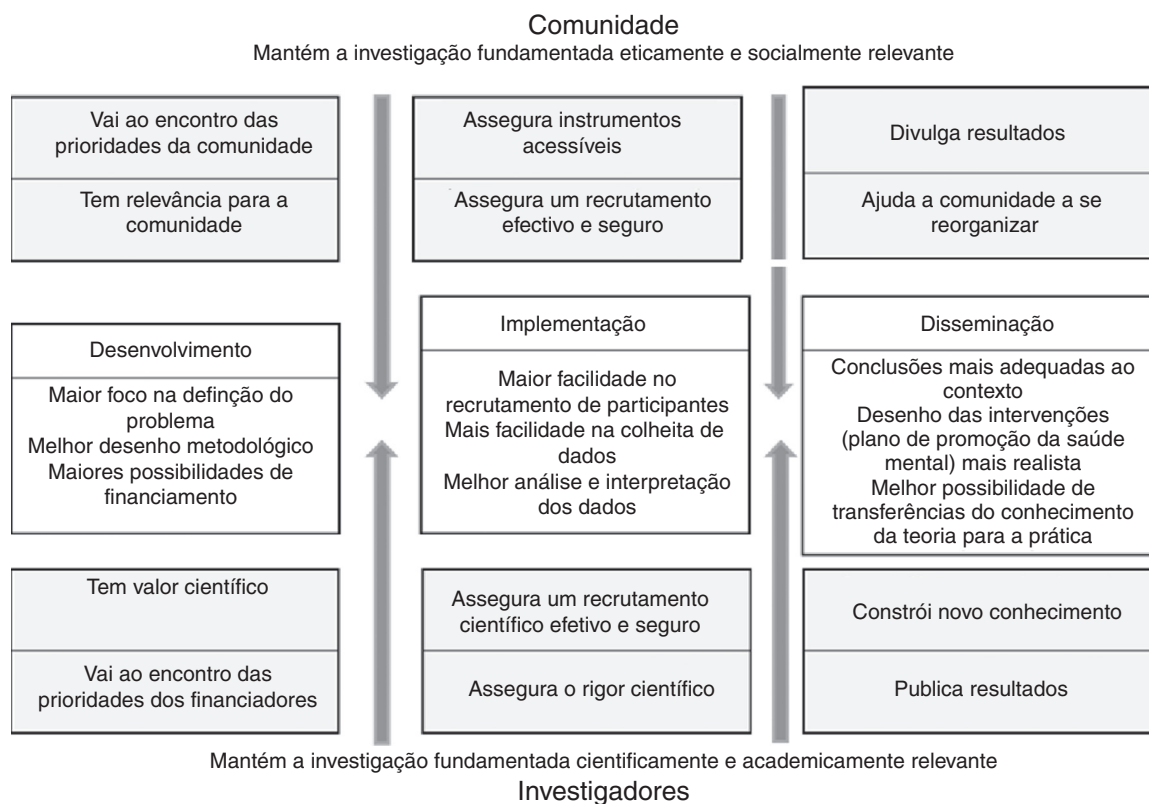 Comunidade
Mantém a investigação fundamentada eticamente e socialmente relevante
Vai ao encontro das
prioridades da comunidade
Tem relevância para a
comunidade
Assegura instrumentos
acessíveis
Assegura um recrutamento
efectivo e seguro
Divulga resultados
Ajuda a comunidade a se
reorganizar
Desenvolvimento
Maior foco na definção do
problema
Melhor desenho metodológico
Maiores possibilidades de
financiamento
Implementação
Maior facilidade no
recrutamento de participantes
Mais facilidade na colheita de
dados
Melhor análise e interpretação
dos dados
Disseminação
Conclusões mais adequadas ao
contexto
Desenho das intervenções
(plano de promoção da saúde
mental) mais realista
Melhor possibilidade de
transferências do conhecimento
da teoria para a prática
Tem valor científico
Vai ao encontro das
prioridades dos financiadores
Assegura um recrutamento
científico efetivo e seguro
Assegura o rigor científico
Constrói novo conhecimento
Publica resultados
Mantém a investigação fundamentada cientificamente e academicamente relevante
Investigadores